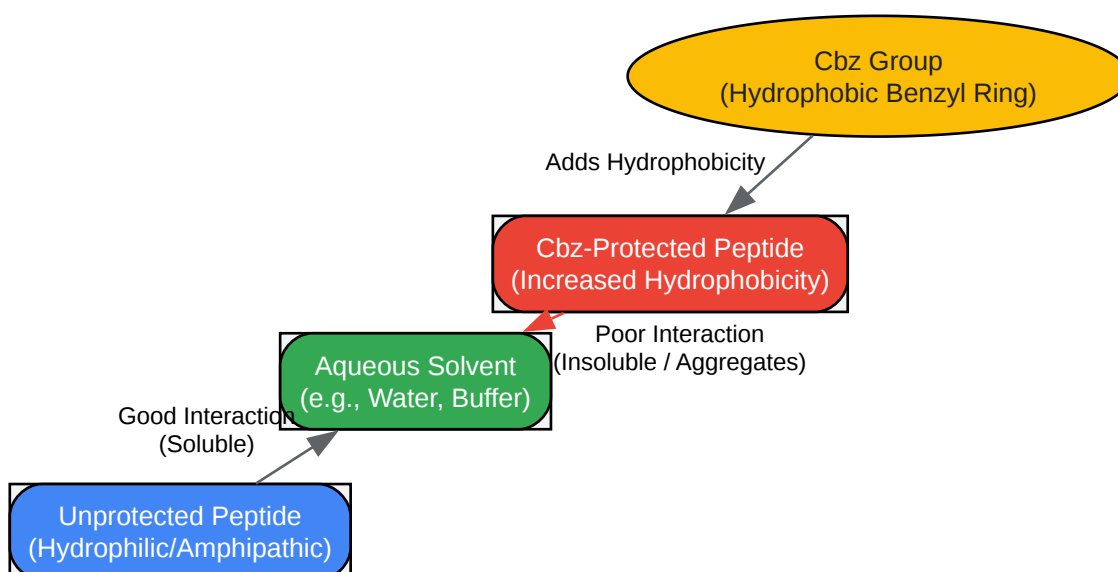 Cbz Group
(Hydrophobic Benzyl Ring)
Adds Hydrophobicity
Cbz-Protected Peptide
(Increased Hydrophobicity)
Poor Interaction
(Insoluble / Aggregates)
Aqueous Solvent
(e.g., Water, Buffer)
Good Interaction
(Soluble)
Unprotected Peptide
(Hydrophilic/Amphipathic)